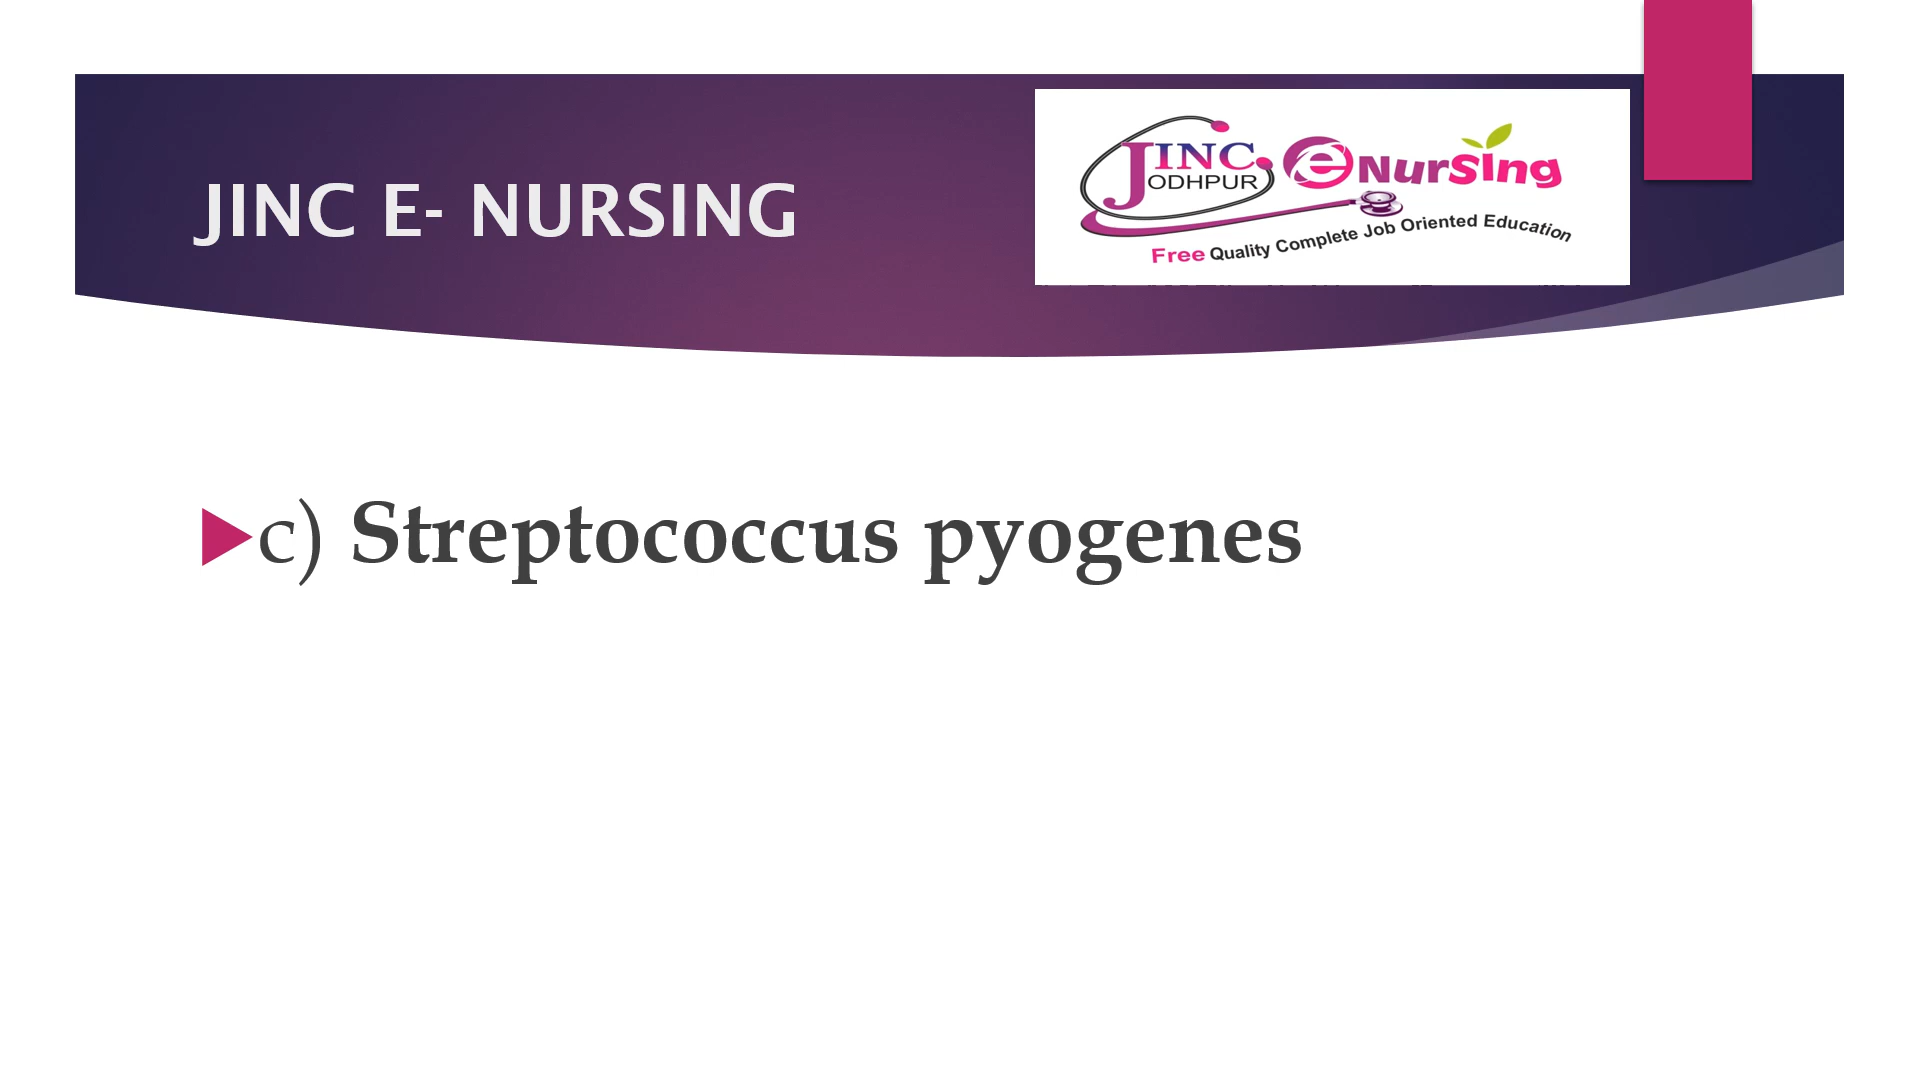 JINC E- NURSING
JINC. eNursing
ODHPUR
Free Quality Complete Job Oriented Education
c) Streptococcus pyogenes